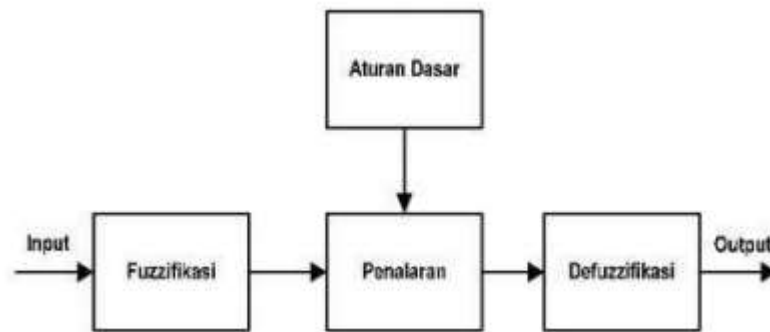 Aturan Dasar
Input
Fuzzifikasi
Penalaran
Defuzzifikasi
Output